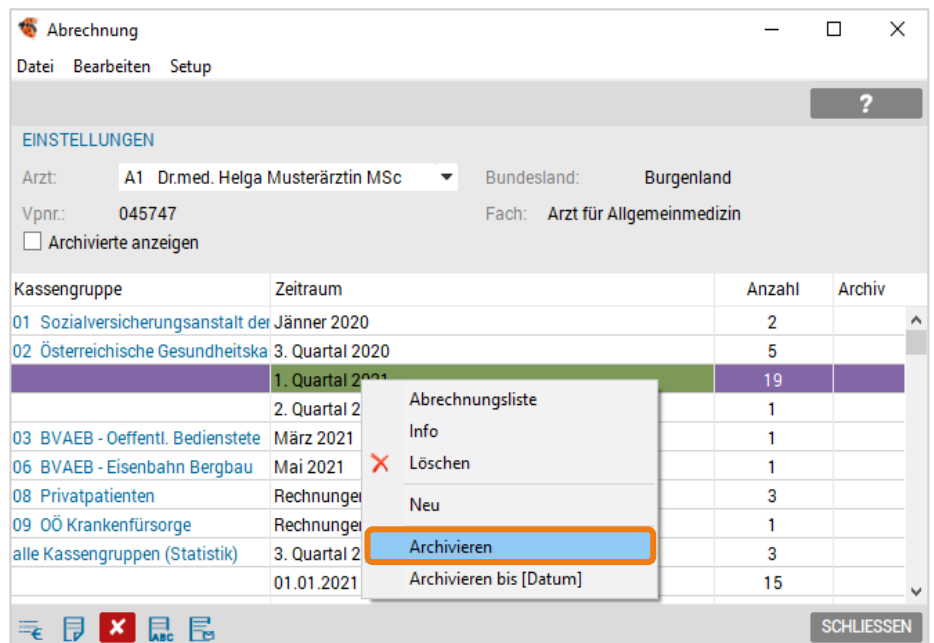 Abrechnung
Datei Bearbeiten Setup
?
EINSTELLUNGEN
Arzt: A1 Dr.med. Helga Musterärztin MSc Bundesland: Burgenland
Vpnr.: 045747 Fach: Arzt für Allgemeinmedizin
Archivierte anzeigen
Kassengruppe Zeitraum Anzahl Archiv
01 Sozialversicherungsanstalt der Jänner 2020 2
02 Österreichische Gesundheitska 3. Quartal 2020 5
1. Quartal 2021 19
2. Quartal 2 1
03 BVAEB - Oeffentl. Bedienstete März 2021 1
06 BVAEB - Eisenbahn Bergbau Mai 2021 1
08 Privatpatienten Rechnunge 3
09 OÖ Krankenfürsorge Rechnunge 1
alle Kassengruppen (Statistik) 3. Quartal 2 3
01.01.2021 15
Abrechnungsliste
Info
Löschen
Neu
Archivieren
Archivieren bis [Datum]
€ ABC SCHLIESSEN